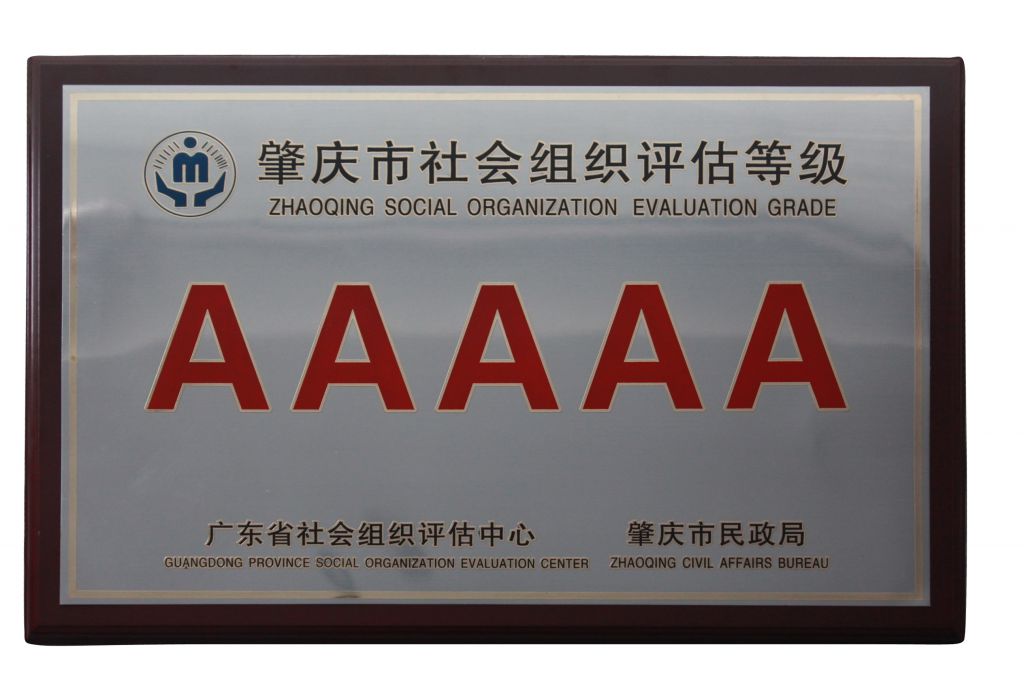 肇庆市社会组织评估等级
ZHAOQING SOCIAL ORGANIZATION EVALUATION GRADE
AAAAA
广东省社会组织评估中心 肇庆市民政局
GUANGDONG PROVINCE SOCIAL ORGANIZATION EVALUATION CENTER ZHAOQING CIVIL AFFAIRS BUREAU